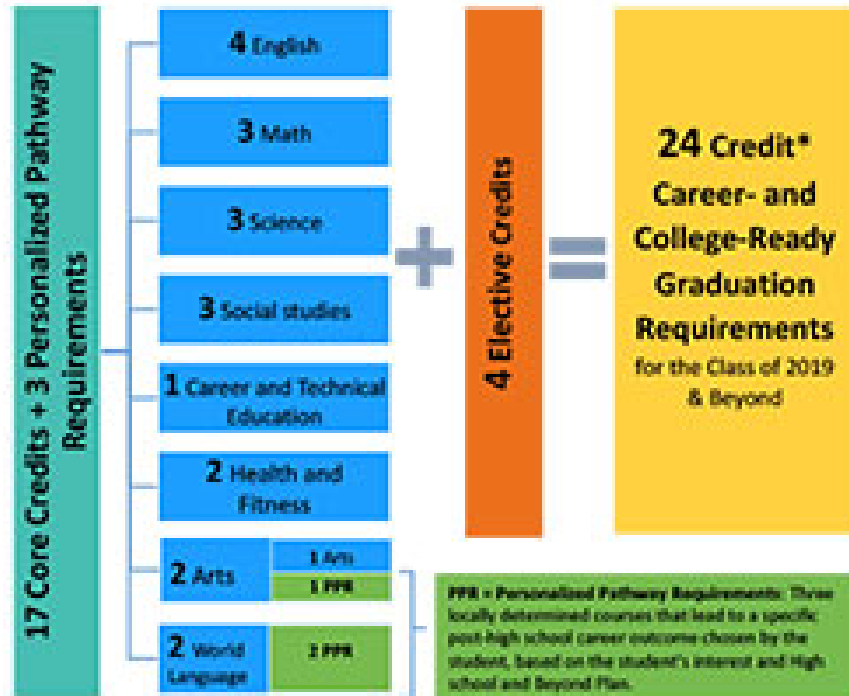 17 Core Credits + 3 Personalized Pathway
Requirements
4 English
3 Math
3 Science
3 Social studies
1 Career and Technical
Education
2 Health and
Fitness
2 Arts
1 Arts
1 PPR
2 World
Language
2 PPR
+
4 Elective Credits
=
24 Credit*
Career- and
College-Ready
Graduation
Requirements
for the Class of 2019
& Beyond
PPR = Personalized Pathway Requirements: Three
locally determined courses that lead to a specific
post-high school career outcome chosen by the
student, based on the student's interest and High
school and Beyond Plan.